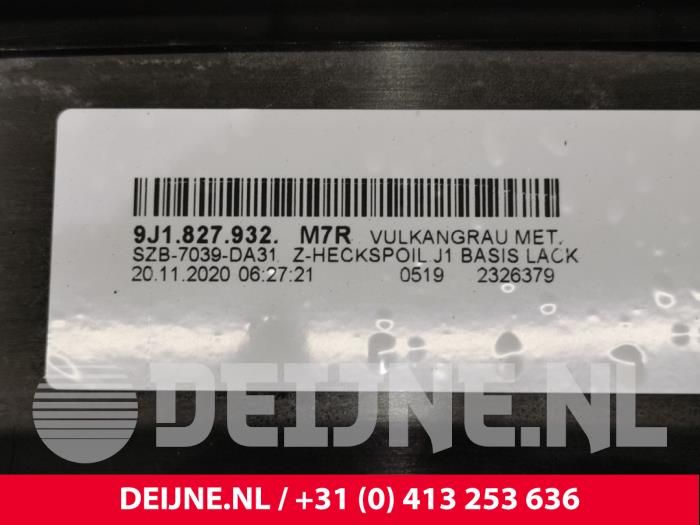 9J1.827.932. M7R VULKANGRAU MET.
SZB-7039-DA31 Z-HECKSPOIL J1 BASIS LACK
20.11.2020 06:27:21 0519 2326379
DEIJNE.NL
DEIJNE.NL / +31 (0) 413 253 636